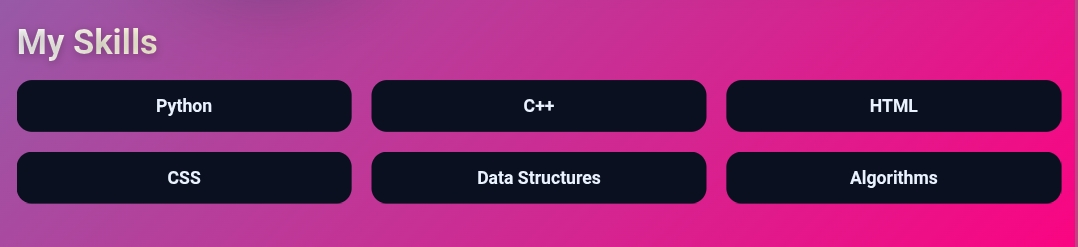 My Skills
Python
C++
HTML
CSS
Data Structures
Algorithms